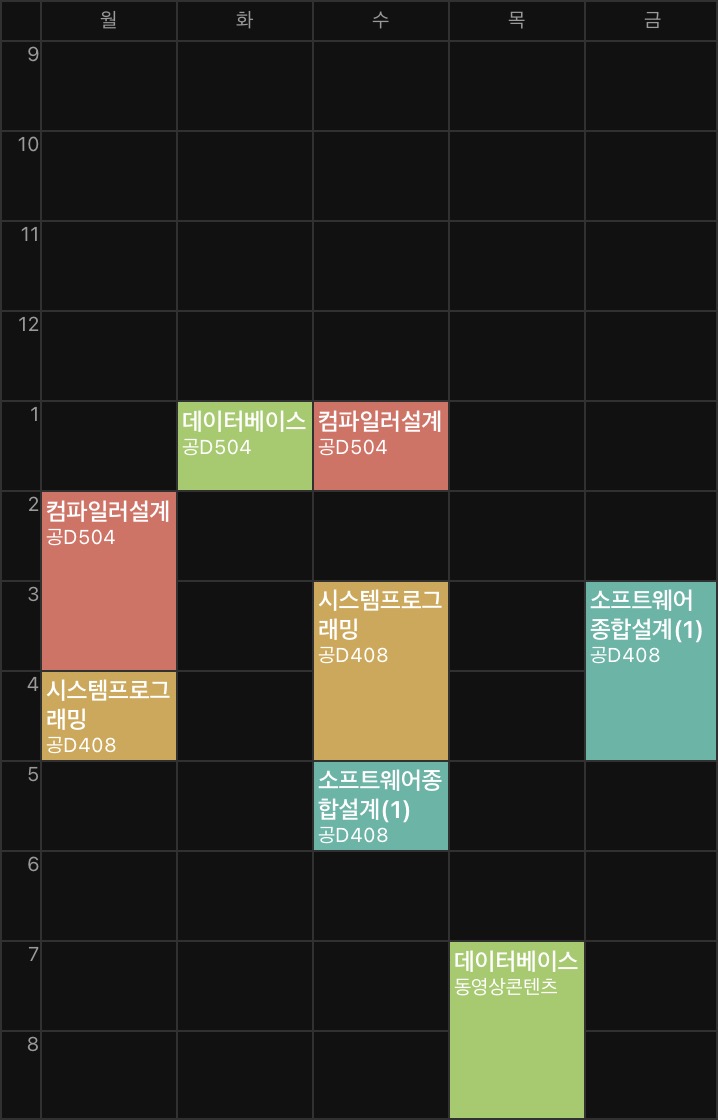 월 화 수 목 금
9
10
11
12
1
데이터베이스
공D504
컴파일러설계
공D504
2
컴파일러설계
공D504
3
시스템프로그
래밍
공D408
소프트웨어
종합설계(1)
공D408
4
시스템프로그
래밍
공D408
5
소프트웨어종
합설계(1)
공D408
6
7
데이터베이스
동영상콘텐츠
8